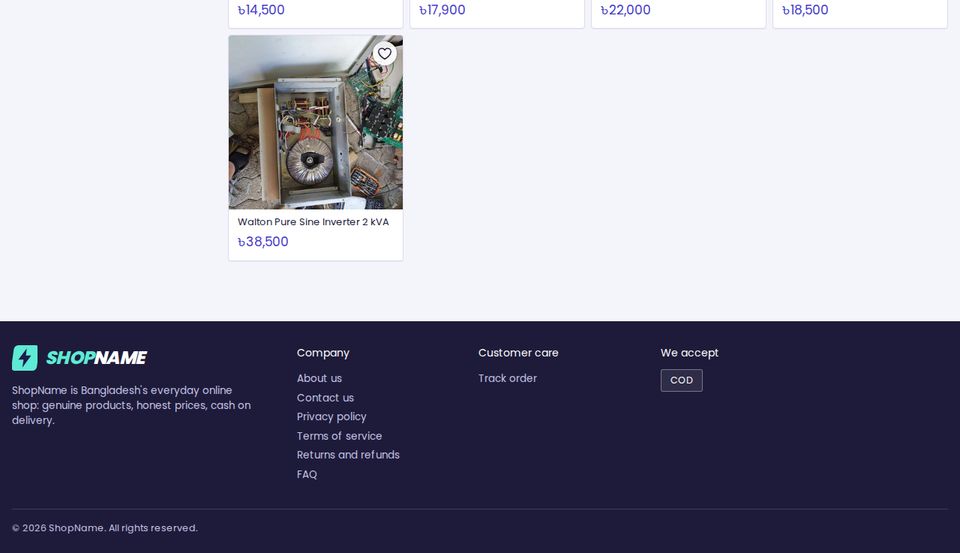 ৳14,500
৳17,900
৳22,000
৳18,500
Walton Pure Sine Inverter 2 kVA
৳38,500
SHOPNAME
ShopName is Bangladesh's everyday online
shop: genuine products, honest prices, cash on
delivery.
Company
About us
Contact us
Privacy policy
Terms of service
Returns and refunds
FAQ
Customer care
Track order
We accept
COD
© 2026 ShopName. All rights reserved.